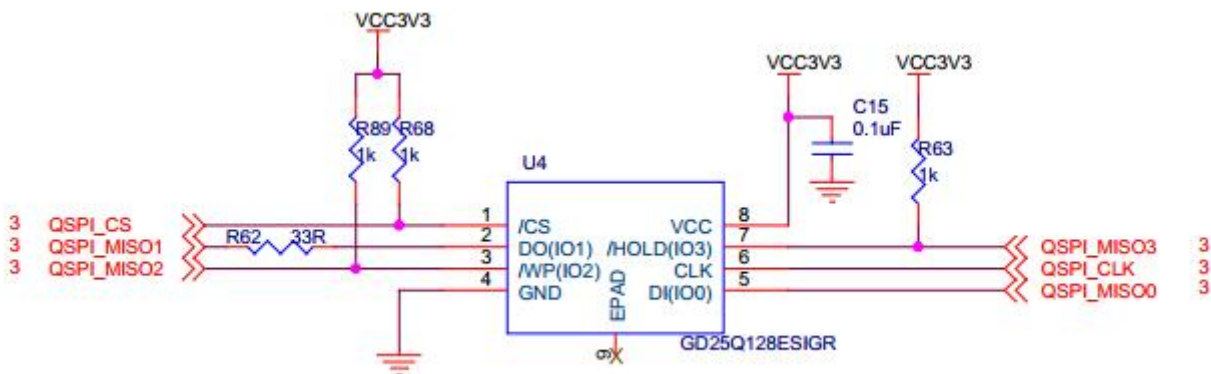 VCC3V3
VCC3V3
VCC3V3
C15
0.1uF
R89
1k
R68
1k
R63
1k
U4
3 QSPI_CS
3 QSPI_MISO1
3 QSPI_MISO2
R62 33R
1 /CS
2 DO(IO1)
3 /WP(IO2)
4 GND
VCC 8
/HOLD(IO3) 7
CLK 6
DI(IO0) 5
EPAD
9
QSPI_MISO3 3
QSPI_CLK 3
QSPI_MISO0 3
GD25Q128ESIGR